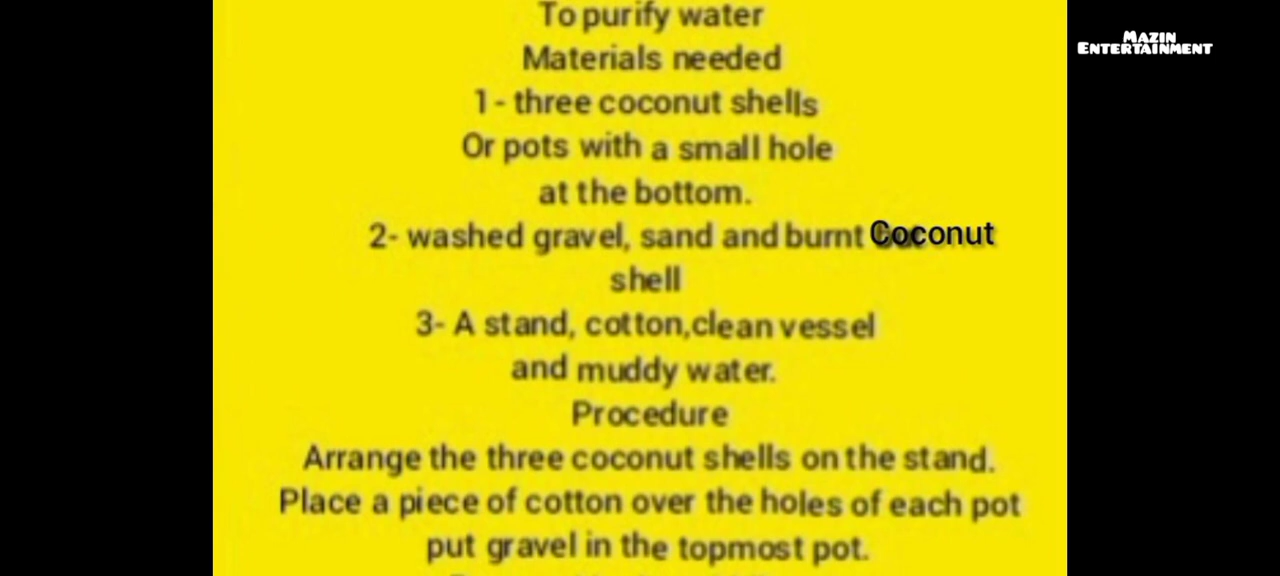 To purify water
Materials needed
1- three coconut shells
Or pots with a small hole
at the bottom.
2- washed gravel, sand and burnt Coconut
shell
3- A stand, cotton,clean vessel
and muddy water.
Procedure
Arrange the three coconut shells on the stand.
Place a piece of cotton over the holes of each pot
put gravel in the topmost pot.
MAZIN
ENTERTAINMENT